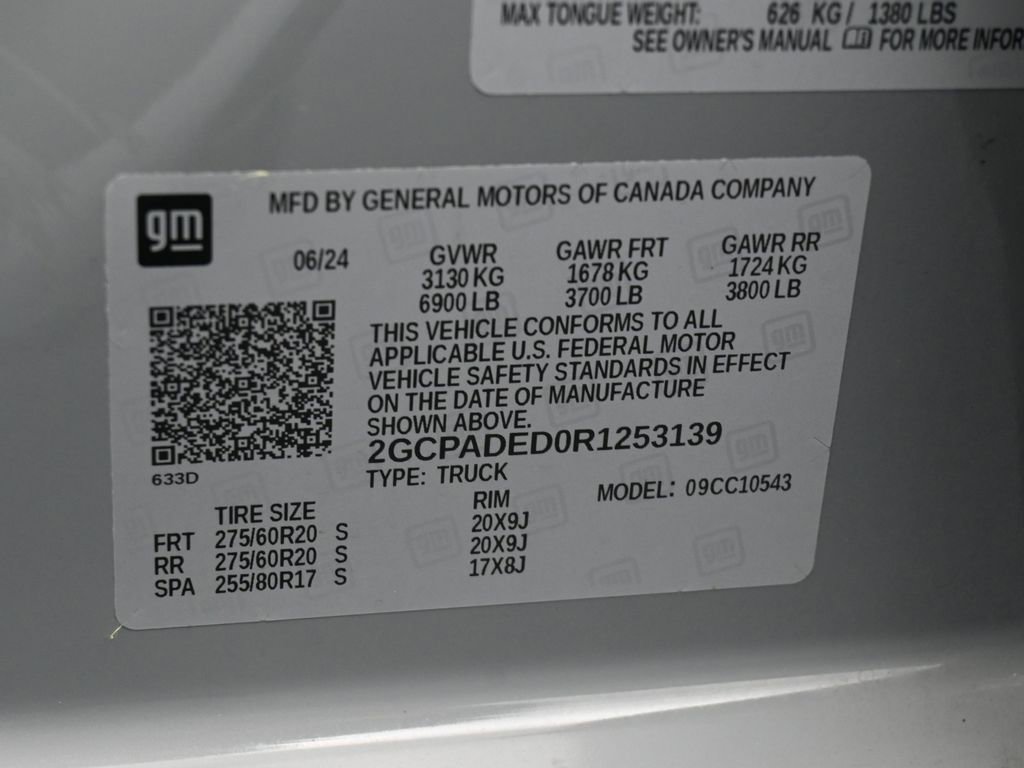 MAX TONGUE WEIGHT: 626 KG / 1380 LBS
SEE OWNER'S MANUAL FOR MORE INFOR
gm MFD BY GENERAL MOTORS OF CANADA COMPANY
06/24 GVWR GAWR FRT GAWR RR
3130 KG 1678 KG 1724 KG
6900 LB 3700 LB 3800 LB
THIS VEHICLE CONFORMS TO ALL
APPLICABLE U.S. FEDERAL MOTOR
VEHICLE SAFETY STANDARDS IN EFFECT
ON THE DATE OF MANUFACTURE
SHOWN ABOVE.
2GCPADED0R1253139
633D
TYPE: TRUCK MODEL: 09CC10543
TIRE SIZE RIM
FRT 275/60R20 S 20X9J
RR 275/60R20 S 20X9J
SPA 255/80R17 S 17X8J